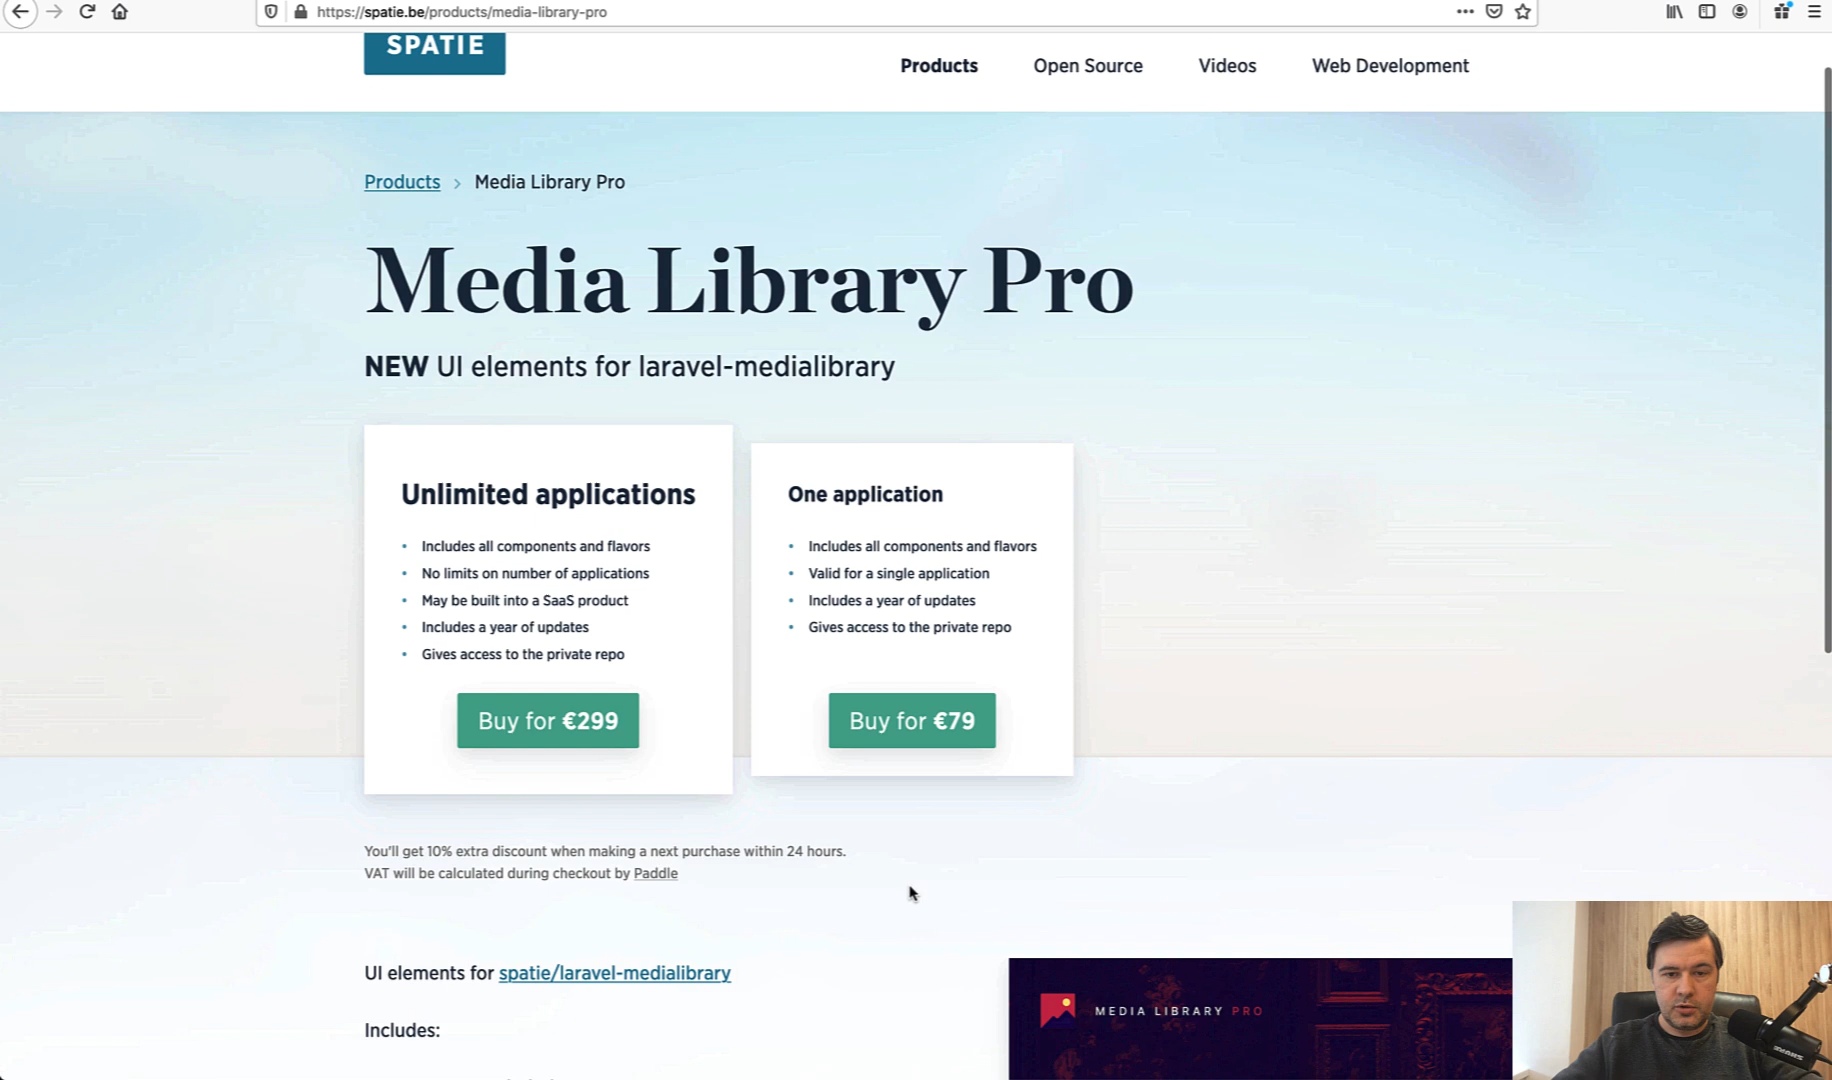 https://spatie.be/products/media-library-pro
SPATIE
Products
Open Source
Videos
Web Development
Products > Media Library Pro
Media Library Pro
NEW UI elements for laravel-medialibrary
Unlimited applications
• Includes all components and flavors
• No limits on number of applications
• May be built into a SaaS product
• Includes a year of updates
• Gives access to the private repo
Buy for €299
One application
• Includes all components and flavors
• Valid for a single application
• Includes a year of updates
• Gives access to the private repo
Buy for €79
You'll get 10% extra discount when making a next purchase within 24 hours.
VAT will be calculated during checkout by Paddle
UI elements for spatie/laravel-medialibrary
Includes:
MEDIA LIBRARY PRO